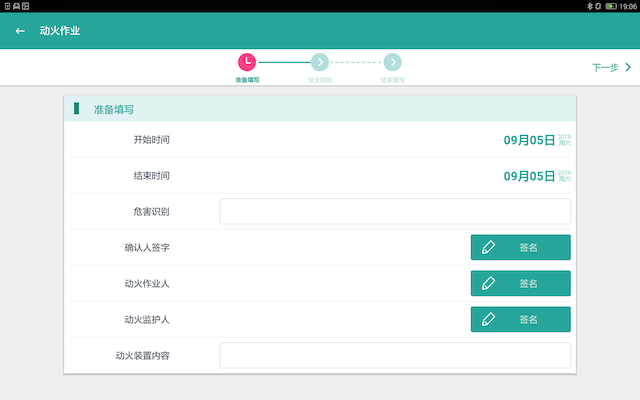 19:06
动火作业
准备填写
安全措施
结束填写
下一步
准备填写
开始时间
09月05日
2019
周六
结束时间
09月05日
2019
周六
危害识别
确认人签字
签名
动火作业人
签名
动火监护人
签名
动火装置内容